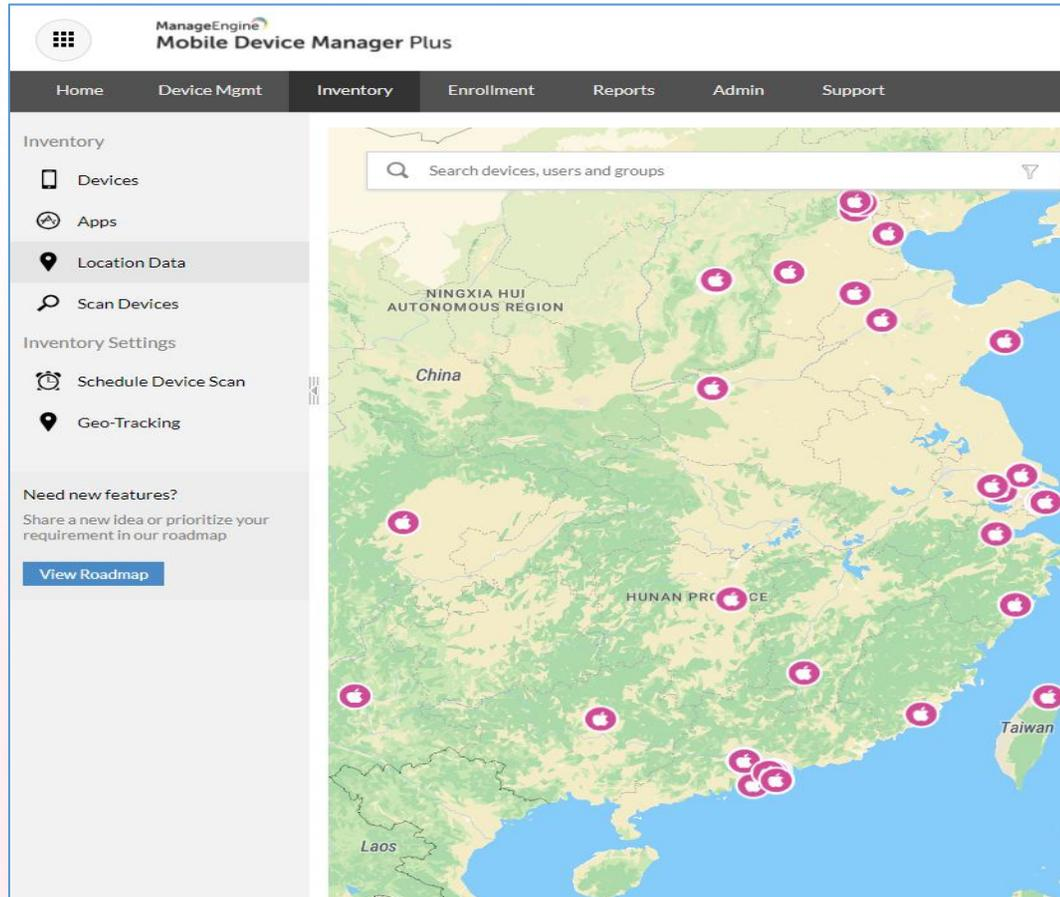 ManageEngine
Mobile Device Manager Plus
Home Device Mgmt Inventory Enrollment Reports Admin Support
Inventory
Devices
Apps
Location Data
Scan Devices
Inventory Settings
Schedule Device Scan
Geo-Tracking
Need new features?
Share a new idea or prioritize your
requirement in our roadmap
View Roadmap
Search devices, users and groups
NINGXIA HUI
AUTONOMOUS REGION
China
HUNAN PRO CE
Taiwan
Laos